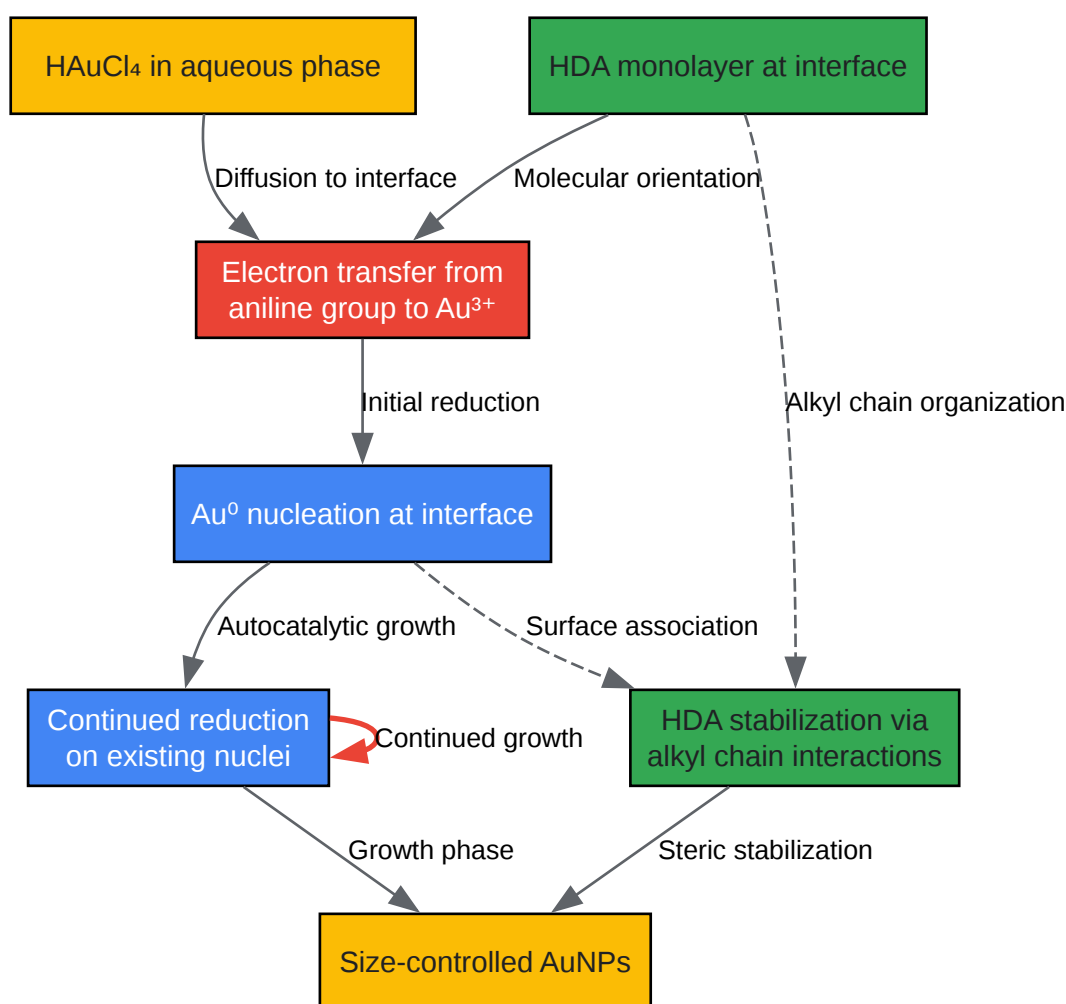 HAuCl₄ in aqueous phase
HDA monolayer at interface
Diffusion to interface
Molecular orientation
Electron transfer from
aniline group to Au³⁺
Initial reduction
Alkyl chain organization
Au⁰ nucleation at interface
Autocatalytic growth
Surface association
Continued reduction
on existing nuclei
Continued growth
HDA stabilization via
alkyl chain interactions
Growth phase
Steric stabilization
Size-controlled AuNPs